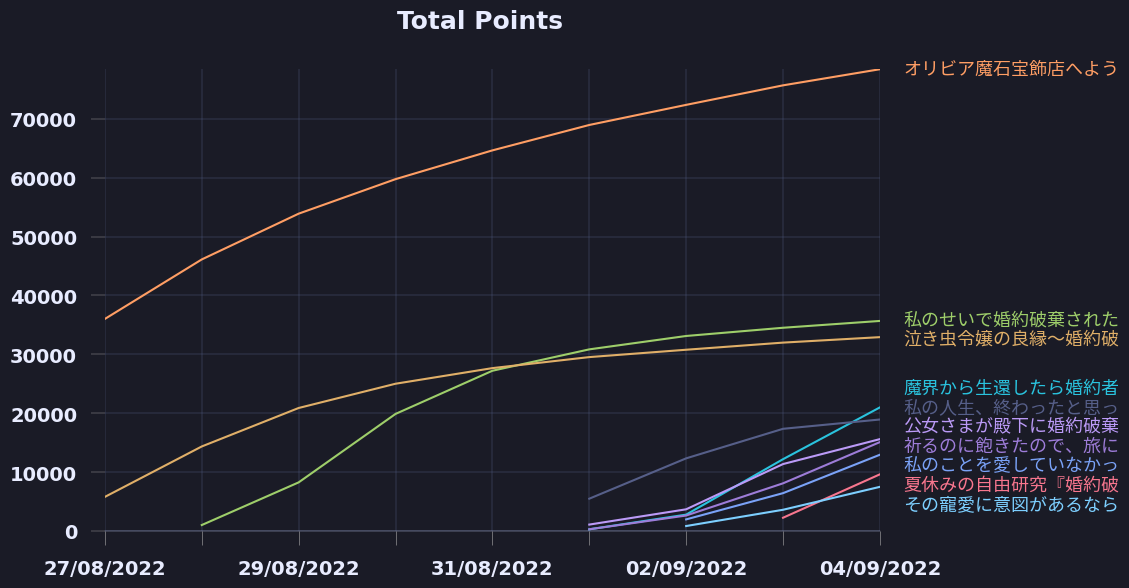 Total Points
オリビア魔石宝飾店へよう
70000
60000
50000
40000
私のせいで婚約破棄された
泣き虫令嬢の良縁～婚約破
30000
魔界から生還したら婚約者
私の人生、終わったと思っ
20000
公女さまが殿下に婚約破棄
祈るのに飽きたので、旅に
私のことを愛していなかっ
10000
夏休みの自由研究『婚約破
その寵愛に意図があるなら
0
27/08/2022 29/08/2022 31/08/2022 02/09/2022 04/09/2022